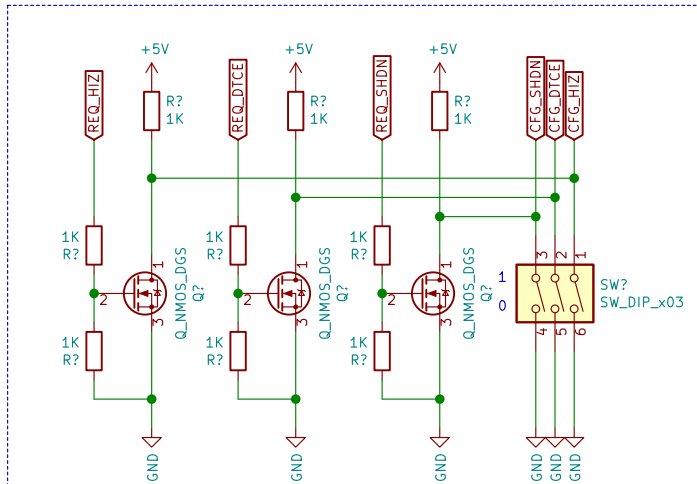 +5V
+5V
+5V
REQ_HIZ
REQ_DTCE
REQ_SHDN
CFG_SHDN
CFG_DTCE
CFG_HIZ
R?
1K
R?
1K
R?
1K
1K
R?
1K
R?
1K
R?
1
2
3
Q_NMOS_DGS
Q?
1
2
3
Q_NMOS_DGS
Q?
1
2
3
Q_NMOS_DGS
Q?
3
2
1
1
0
SW?
SW_DIP_x03
4
5
6
1K
R?
1K
R?
1K
R?
GND
GND
GND
GND
GND
GND